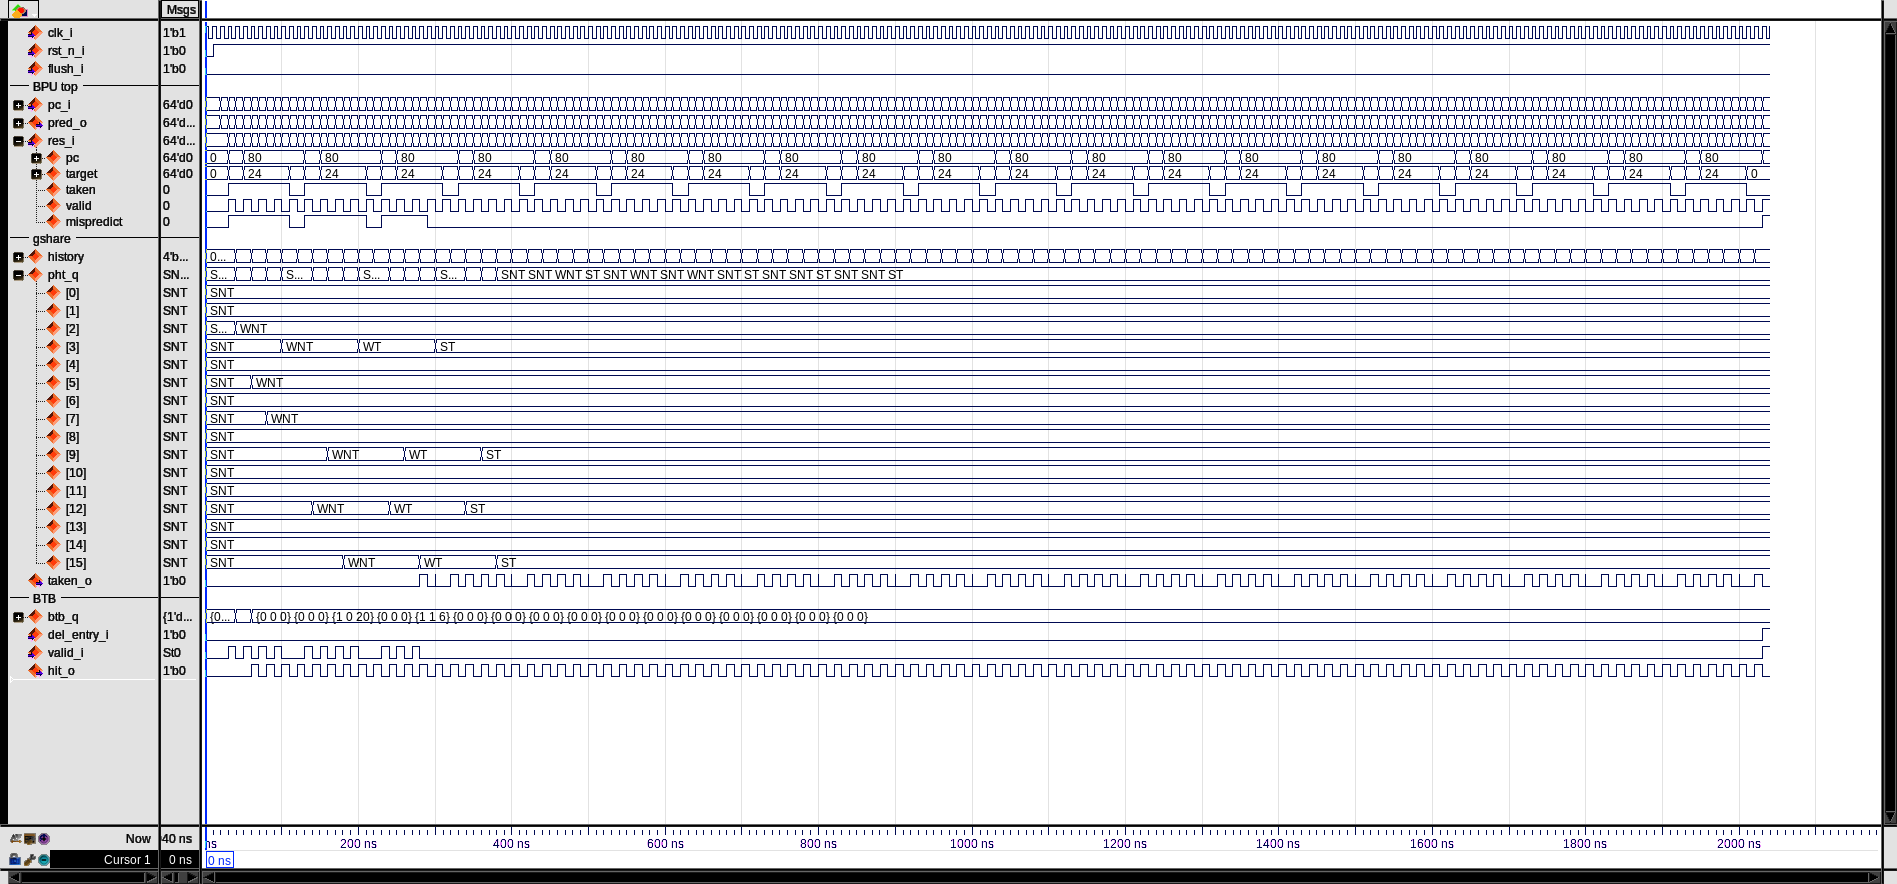 Msgs
clk_i 1'b1
rst_n_i 1'b0
flush_i 1'b0
BPU top
pc_i 64'd0
pred_o 64'd...
res_i 64'd...
pc 64'd0 0 80 80 80 80 80 80 80 80 80 80 80 80 80 80 80 80 80 80 80 80
target 64'd0 0 24 24 24 24 24 24 24 24 24 24 24 24 24 24 24 24 24 24 24 24 0
taken 0
valid 0
mispredict 0
gshare
history 4'b... 0...
pht_q SN... S... S... S... S... SNT SNT WNT ST SNT WNT SNT WNT SNT ST SNT SNT ST SNT SNT ST
[0] SNT SNT
[1] SNT SNT
[2] SNT S... WNT
[3] SNT SNT WNT WT ST
[4] SNT SNT
[5] SNT SNT WNT
[6] SNT SNT
[7] SNT SNT WNT
[8] SNT SNT
[9] SNT SNT WNT WT ST
[10] SNT SNT
[11] SNT SNT
[12] SNT SNT WNT WT ST
[13] SNT SNT
[14] SNT SNT
[15] SNT SNT WNT WT ST
taken_o 1'b0
BTB
btb_q {1'd... {0... {0 0 0} {0 0 0} {1 0 20} {0 0 0} {1 1 6} {0 0 0} {0 0 0} {0 0 0} {0 0 0} {0 0 0} {0 0 0} {0 0 0} {0 0 0} {0 0 0} {0 0 0} {0 0 0}
del_entry_i 1'b0
valid_i St0
hit_o 1'b0
Now 40 ns
ns 200 ns 400 ns 600 ns 800 ns 1000 ns 1200 ns 1400 ns 1600 ns 1800 ns 2000 ns
Cursor 1 0 ns 0 ns